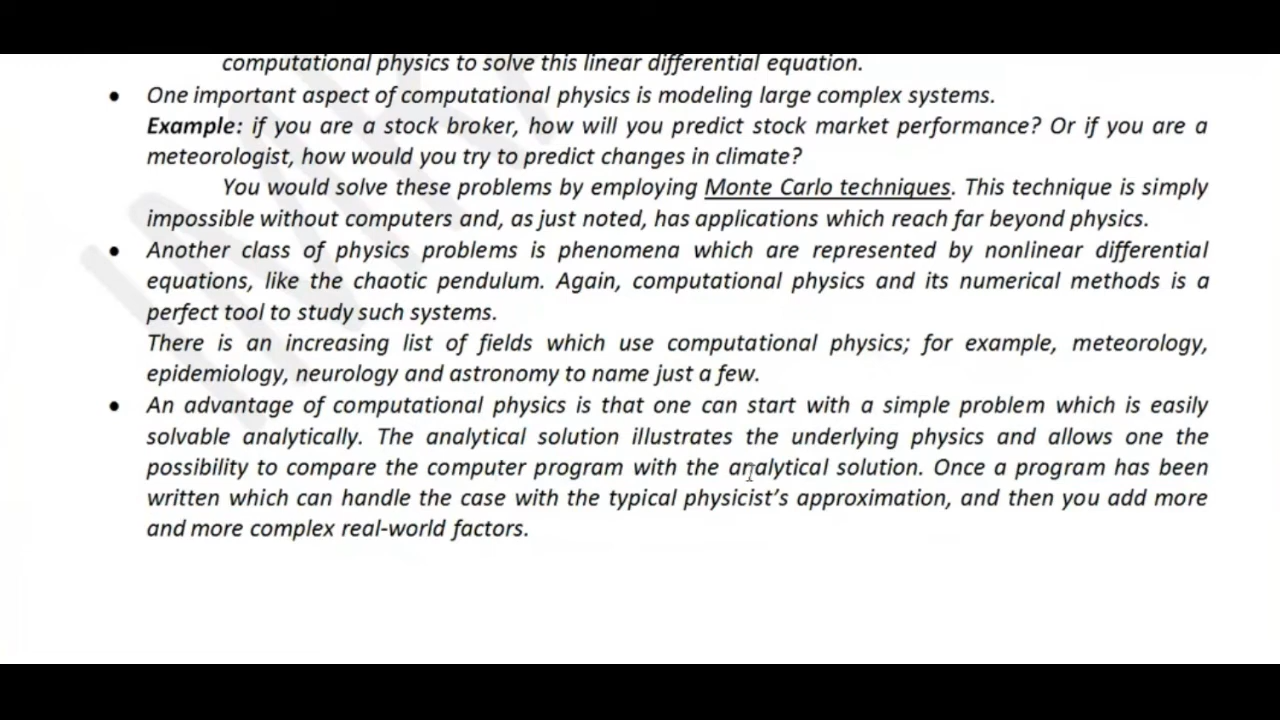 computational physics to solve this linear differential equation.
• One important aspect of computational physics is modeling large complex systems.
Example: if you are a stock broker, how will you predict stock market performance? Or if you are a
meteorologist, how would you try to predict changes in climate?
You would solve these problems by employing Monte Carlo techniques. This technique is simply
impossible without computers and, as just noted, has applications which reach far beyond physics.
• Another class of physics problems is phenomena which are represented by nonlinear differential
equations, like the chaotic pendulum. Again, computational physics and its numerical methods is a
perfect tool to study such systems.
There is an increasing list of fields which use computational physics; for example, meteorology,
epidemiology, neurology and astronomy to name just a few.
• An advantage of computational physics is that one can start with a simple problem which is easily
solvable analytically. The analytical solution illustrates the underlying physics and allows one the
possibility to compare the computer program with the analytical solution. Once a program has been
written which can handle the case with the typical physicist’s approximation, and then you add more
and more complex real-world factors.